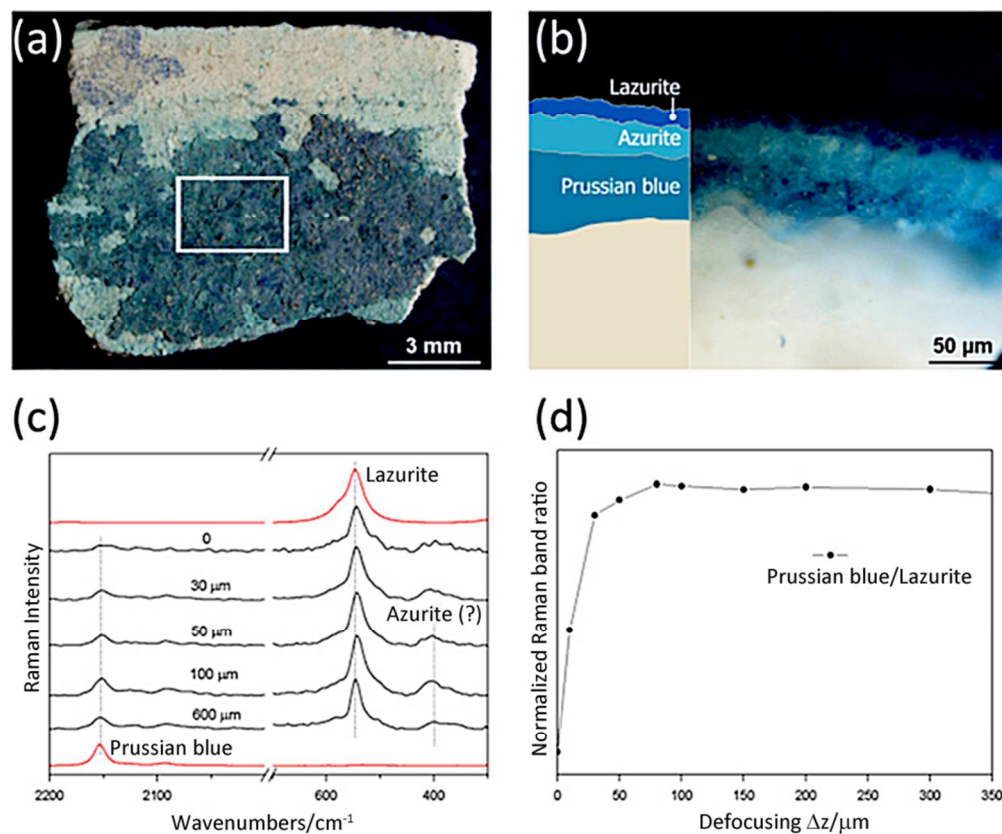 (a)
3 mm
(b)
Lazurite
Azurite
Prussian blue
50 μm
(c)
Raman Intensity
Lazurite
0
30 μm
Azurite (?)
50 μm
100 μm
600 μm
Prussian blue
2200
2100
600
400
Wavenumbers/cm⁻¹
(d)
Normalized Raman band ratio
Prussian blue/Lazurite
0
50
100
150
200
250
300
350
Defocusing Δz/μm